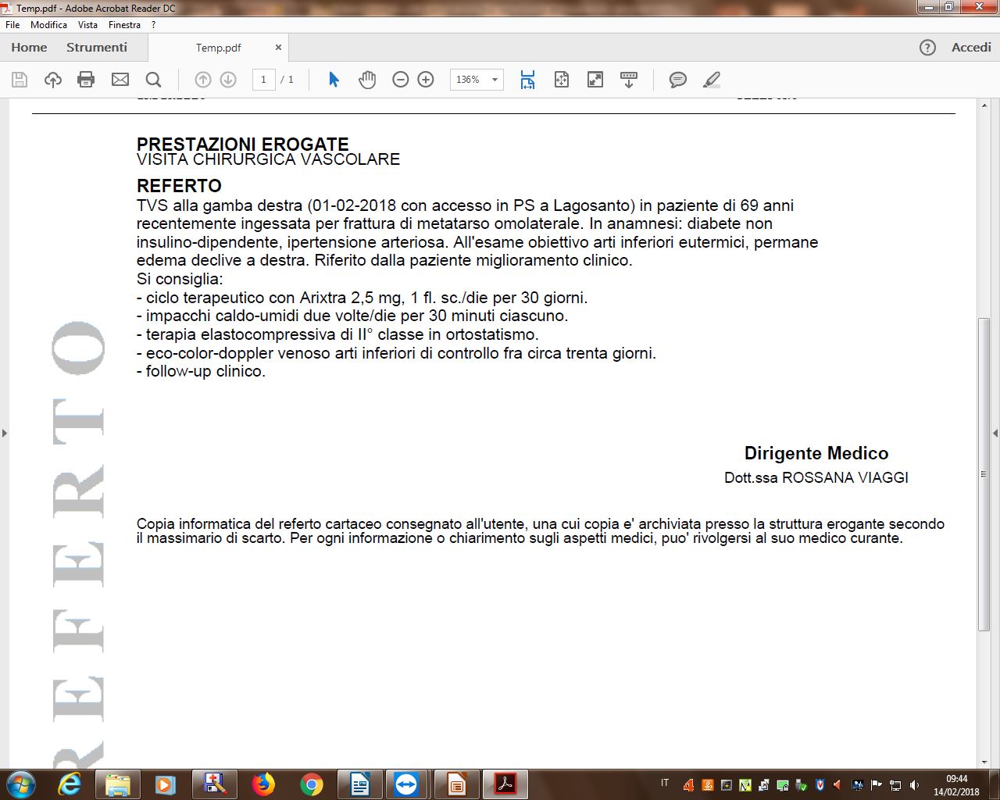 Temp.pdf - Adobe Acrobat Reader DC
File Modifica Vista Finestra ?
Home Strumenti Temp.pdf × ? Accedi
1 / 1 136%
PRESTAZIONI EROGATE
VISITA CHIRURGICA VASCOLARE
REFERTO
TVS alla gamba destra (01-02-2018 con accesso in PS a Lagosanto) in paziente di 69 anni
recentemente ingessata per frattura di metatarso omolaterale. In anamnesi: diabete non
insulino-dipendente, ipertensione arteriosa. All'esame obiettivo arti inferiori eutermici, permane
edema declive a destra. Riferito dalla paziente miglioramento clinico.
Si consiglia:
- ciclo terapeutico con Arixtra 2,5 mg, 1 fl. sc./die per 30 giorni.
- impacchi caldo-umidi due volte/die per 30 minuti ciascuno.
- terapia elastocompressiva di II° classe in ortostatismo.
- eco-color-doppler venoso arti inferiori di controllo fra circa trenta giorni.
- follow-up clinico.
Dirigente Medico
Dott.ssa ROSSANA VIAGGI
Copia informatica del referto cartaceo consegnato all'utente, una cui copia e' archiviata presso la struttura erogante secondo
il massimario di scarto. Per ogni informazione o chiarimento sugli aspetti medici, puo' rivolgersi al suo medico curante.
REFERTO
IT 09:44
14/02/2018